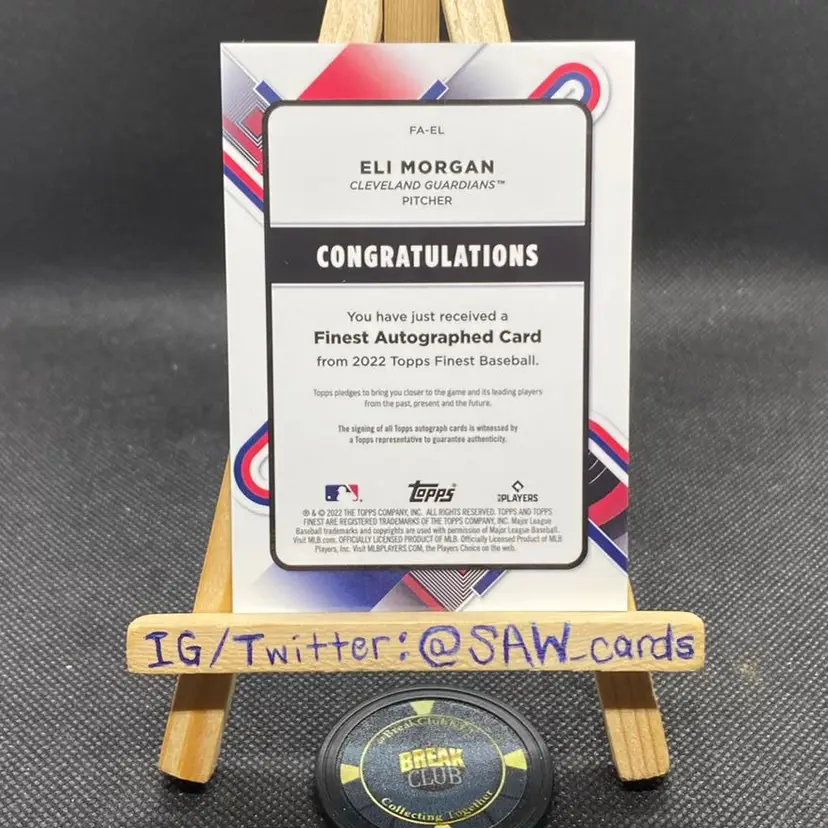 FA-EL
ELI MORGAN
CLEVELAND GUARDIANS™
PITCHER
CONGRATULATIONS
You have just received a
Finest Autographed Card
from 2022 Topps Finest Baseball.
Topps pledges to bring you closer to the game and its leading players
from the past, present and the future.
The signing of all Topps autograph cards is witnessed by
a Topps representative to guarantee authenticity.
Topps
PLAYERS
® & © 2022 THE TOPPS COMPANY, INC. ALL RIGHTS RESERVED. TOPPS AND TOPPS
FINEST ARE REGISTERED TRADEMARKS OF THE TOPPS COMPANY, INC. Major League
Baseball trademarks and copyrights are used with permission of Major League Baseball.
Visit MLB.com. OFFICIALLY LICENSED PRODUCT OF MLB. Officially Licensed Product of MLB
Players, Inc. Visit MLBPLAYERS.COM, the Players Choice on the web.
IG/Twitter:@SAW_cards
BREAK
CLUB
Collecting Together